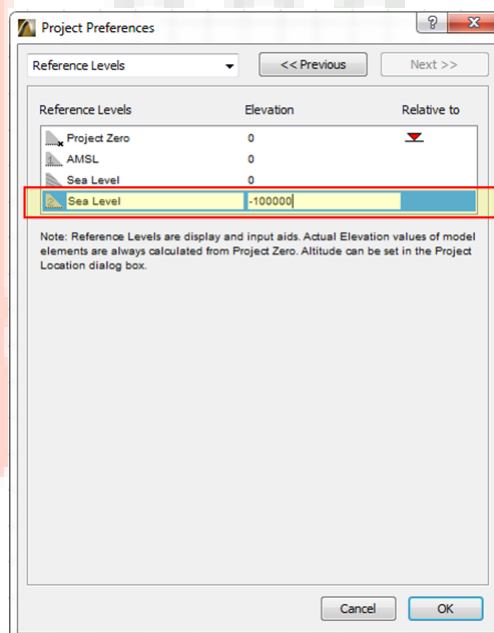 Project Preferences
Reference Levels << Previous Next >>
Reference Levels Elevation Relative to
Project Zero 0
1 AMSL 0
Sea Level 0
2 Sea Level -100000
Note: Reference Levels are display and input aids. Actual Elevation values of model
elements are always calculated from Project Zero. Altitude can be set in the Project
Location dialog box.
Cancel OK